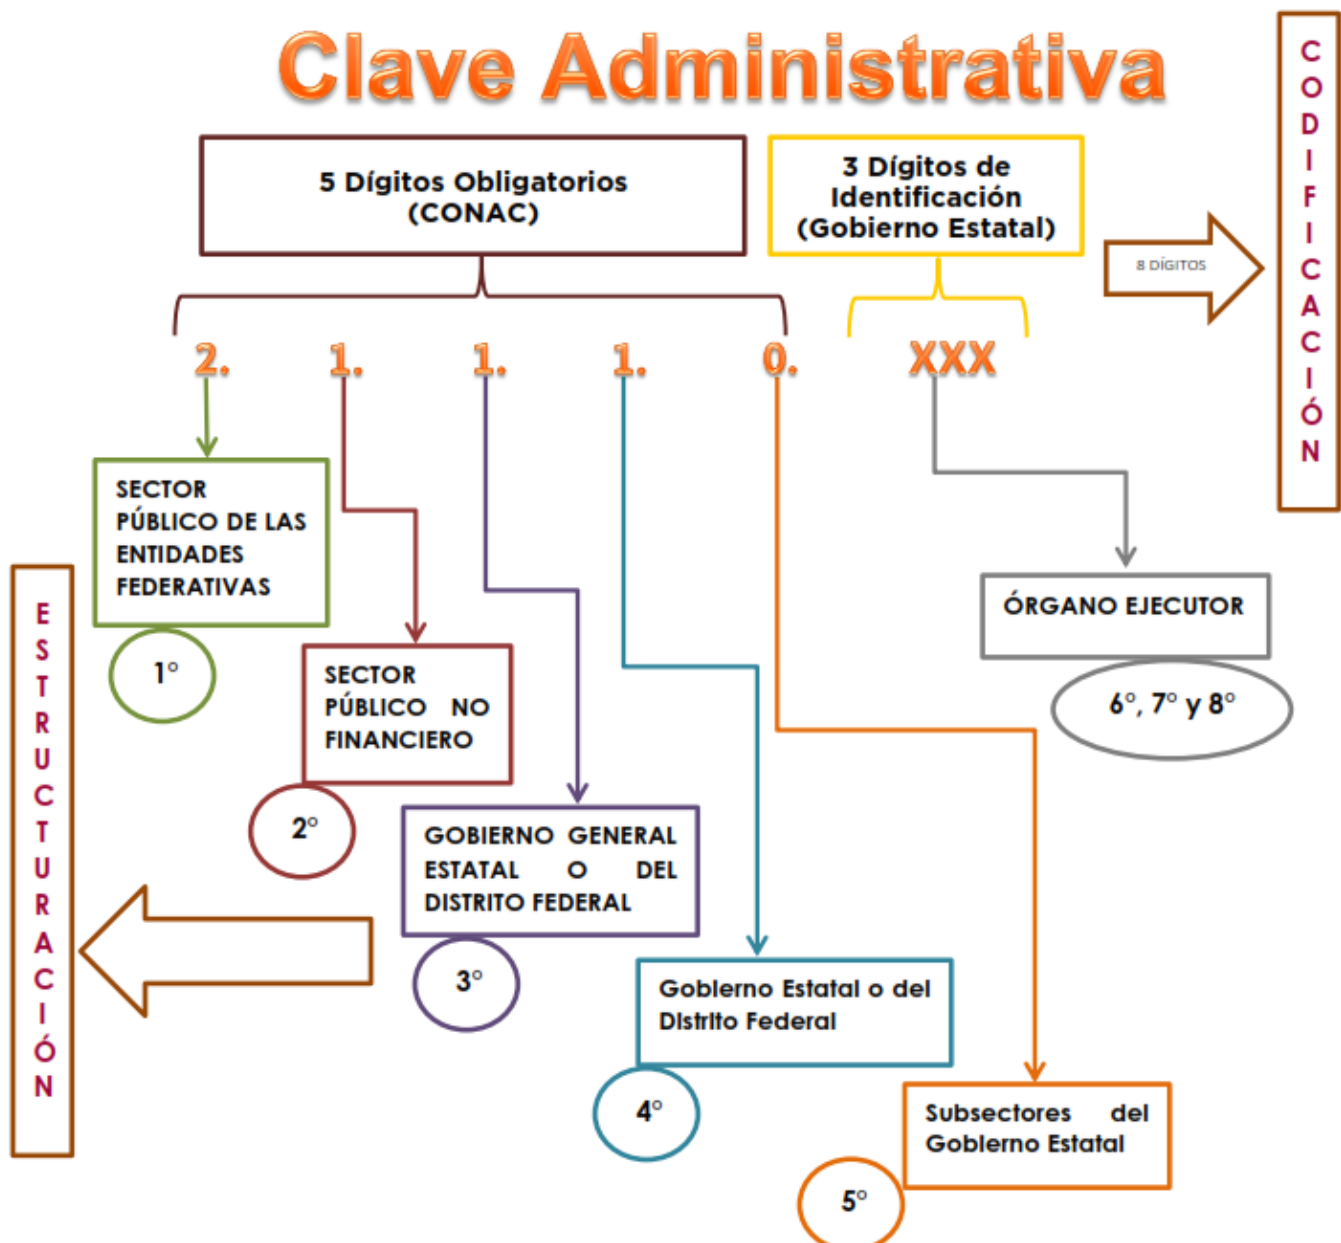 Clave Administrativa
5 Dígitos Obligatorios
(CONAC)
3 Dígitos de
Identificación
(Gobierno Estatal)
8 DÍGITOS
CODIFICACIÓN
2. 1. 1. 1. 0. XXX
SECTOR
PÚBLICO DE LAS
ENTIDADES
FEDERATIVAS
1°
SECTOR
PÚBLICO NO
FINANCIERO
2°
GOBIERNO GENERAL
ESTATAL O DEL
DISTRITO FEDERAL
3°
Gobierno Estatal o del
Distrito Federal
4°
Subsectores del
Gobierno Estatal
5°
ÓRGANO EJECUTOR
6°, 7° y 8°
ESTRUCTURACIÓN